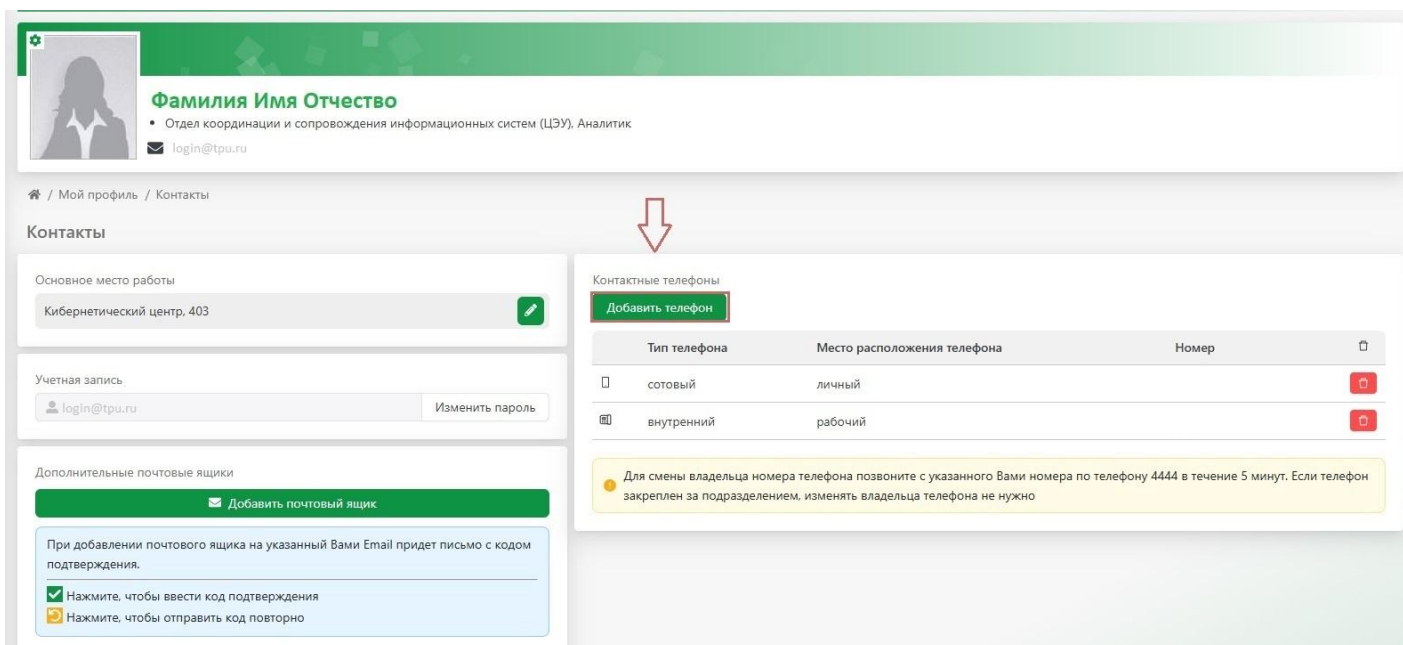 Фамилия Имя Отчество
• Отдел координации и сопровождения информационных систем (ЦЭУ), Аналитик
login@tpu.ru
/ Мой профиль / Контакты
Контакты
Основное место работы
Кибернетический центр, 403
Учетная запись
login@tpu.ru
Изменить пароль
Дополнительные почтовые ящики
Добавить почтовый ящик
При добавлении почтового ящика на указанный Вами Email придет письмо с кодом
подтверждения.
Нажмите, чтобы ввести код подтверждения
Нажмите, чтобы отправить код повторно
Контактные телефоны
Добавить телефон
Тип телефона Место расположения телефона Номер
сотовый личный
внутренний рабочий
Для смены владельца номера телефона позвоните с указанного Вами номера по телефону 4444 в течение 5 минут. Если телефон
закреплен за подразделением, изменять владельца телефона не нужно